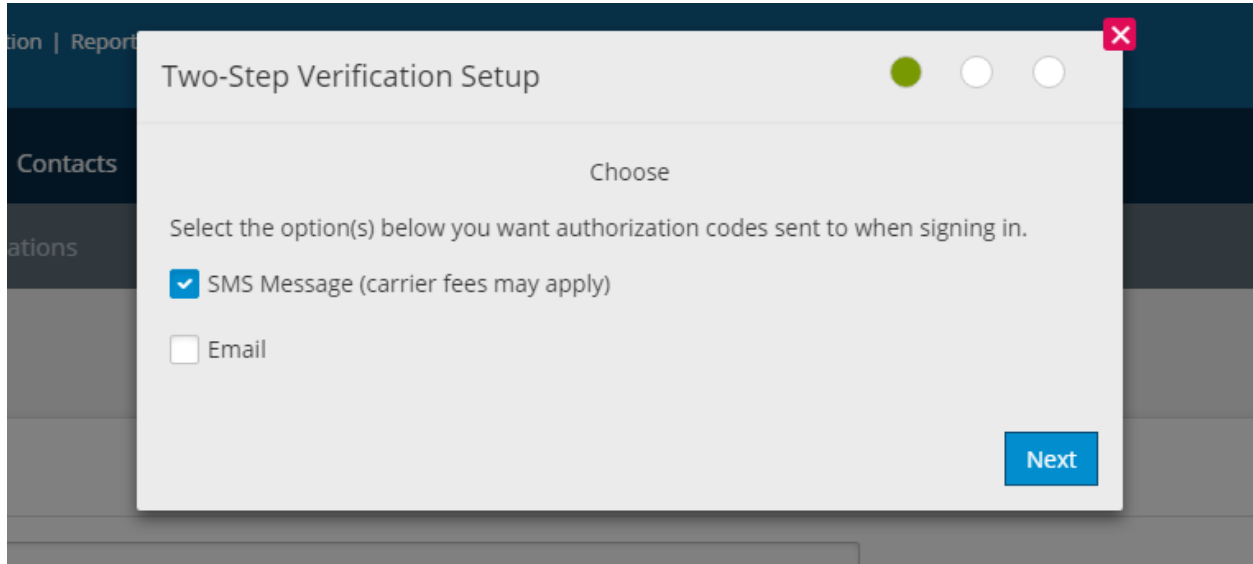 tion | Report
Two-Step Verification Setup
Contacts
Choose
Select the option(s) below you want authorization codes sent to when signing in.
ations
SMS Message (carrier fees may apply)
Email
Next